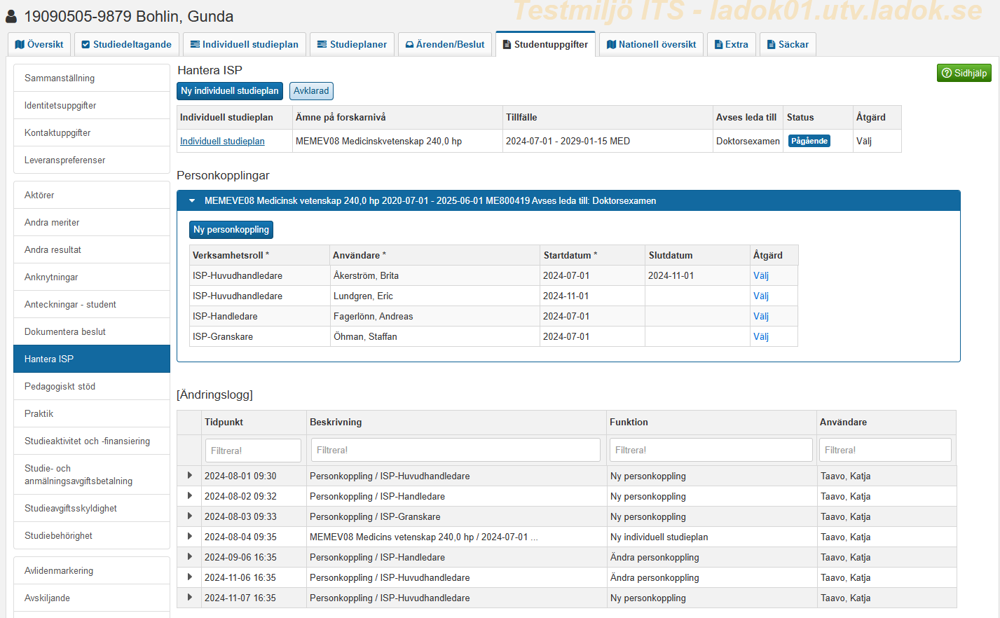 19090505-9879 Bohlin, Gunda
Testmiljö ITS - ladok01.utv.ladok.se
Översikt
Studiedeltagande
Individuell studieplan
Studieplaner
Ärenden/Beslut
Studentuppgifter
Nationell översikt
Extra
Säckar
Sammanställning
Identitetsuppgifter
Kontaktuppgifter
Leveranspreferenser
Aktörer
Andra meriter
Andra resultat
Anknytningar
Anteckningar - student
Dokumentera beslut
Hantera ISP
Pedagogiskt stöd
Praktik
Studieaktivitet och -finansiering
Studie- och
anmälningsavgiftsbetalning
Studieavgiftsskyldighet
Studiebehörighet
Avlidenmarkering
Avskiljande
Hantera ISP
Sidhjälp
Ny individuell studieplan
Avklarad
Individuell studieplan Ämne på forskarnivå Tillfälle Avses leda till Status Åtgärd
Individuell studieplan MEMEV08 Medicinskvetenskap 240,0 hp 2024-07-01 - 2029-01-15 MED Doktorsexamen Pågående Välj
Personkopplingar
MEMEVE08 Medicinsk vetenskap 240,0 hp 2020-07-01 - 2025-06-01 ME800419 Avses leda till: Doktorsexamen
Ny personkoppling
Verksamhetsroll * Användare * Startdatum * Slutdatum Åtgärd
ISP-Huvudhandledare Åkerström, Brita 2024-07-01 2024-11-01 Välj
ISP-Huvudhandledare Lundgren, Eric 2024-11-01 Välj
ISP-Handledare Fagerlönn, Andreas 2024-07-01 Välj
ISP-Granskare Öhman, Staffan 2024-07-01 Välj
[Ändringslogg]
Tidpunkt Beskrivning Funktion Användare
Filtrera! Filtrera! Filtrera! Filtrera!
2024-08-01 09:30 Personkoppling / ISP-Huvudhandledare Ny personkoppling Taavo, Katja
2024-08-02 09:32 Personkoppling / ISP-Handledare Ny personkoppling Taavo, Katja
2024-08-03 09:33 Personkoppling / ISP-Granskare Ny personkoppling Taavo, Katja
2024-08-04 09:35 MEMEV08 Medicins vetenskap 240,0 hp / 2024-07-01 ... Ny individuell studieplan Taavo, Katja
2024-09-06 16:35 Personkoppling / ISP-Handledare Ändra personkoppling Taavo, Katja
2024-11-06 16:35 Personkoppling / ISP-Huvudhandledare Ändra personkoppling Taavo, Katja
2024-11-07 16:35 Personkoppling / ISP-Huvudhandledare Ny personkoppling Taavo, Katja